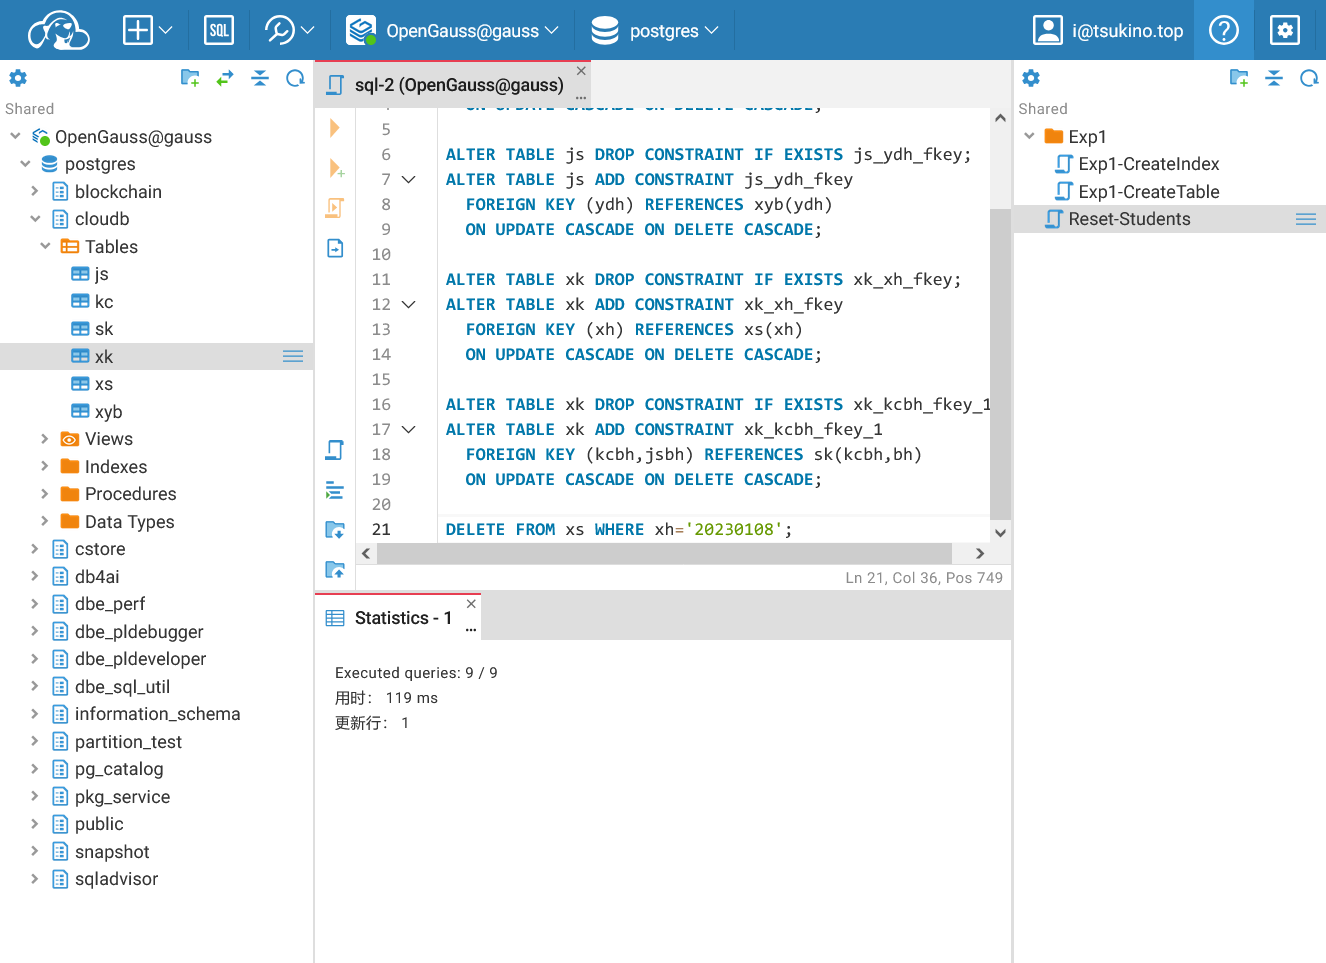 SQL
OpenGauss@gauss
postgres
i@tsukino.top
Shared
OpenGauss@gauss
postgres
blockchain
cloudb
Tables
js
kc
sk
xk
xs
xyb
Views
Indexes
Procedures
Data Types
cstore
db4ai
dbe_perf
dbe_pldebugger
dbe_pldeveloper
dbe_sql_util
information_schema
partition_test
pg_catalog
pkg_service
public
snapshot
sqladvisor
sql-2 (OpenGauss@gauss)
4 ON UPDATE CASCADE ON DELETE CASCADE;
5
6 ALTER TABLE js DROP CONSTRAINT IF EXISTS js_ydh_fkey;
7 ALTER TABLE js ADD CONSTRAINT js_ydh_fkey
8 FOREIGN KEY (ydh) REFERENCES xyb(ydh)
9 ON UPDATE CASCADE ON DELETE CASCADE;
10
11 ALTER TABLE xk DROP CONSTRAINT IF EXISTS xk_xh_fkey;
12 ALTER TABLE xk ADD CONSTRAINT xk_xh_fkey
13 FOREIGN KEY (xh) REFERENCES xs(xh)
14 ON UPDATE CASCADE ON DELETE CASCADE;
15
16 ALTER TABLE xk DROP CONSTRAINT IF EXISTS xk_kcbh_fkey_1
17 ALTER TABLE xk ADD CONSTRAINT xk_kcbh_fkey_1
18 FOREIGN KEY (kcbh,jsbh) REFERENCES sk(kcbh,bh)
19 ON UPDATE CASCADE ON DELETE CASCADE;
20
21 DELETE FROM xs WHERE xh='20230108';
Ln 21, Col 36, Pos 749
Statistics - 1
Executed queries: 9 / 9
用时： 119 ms
更新行： 1
Shared
Exp1
Exp1-CreateIndex
Exp1-CreateTable
Reset-Students